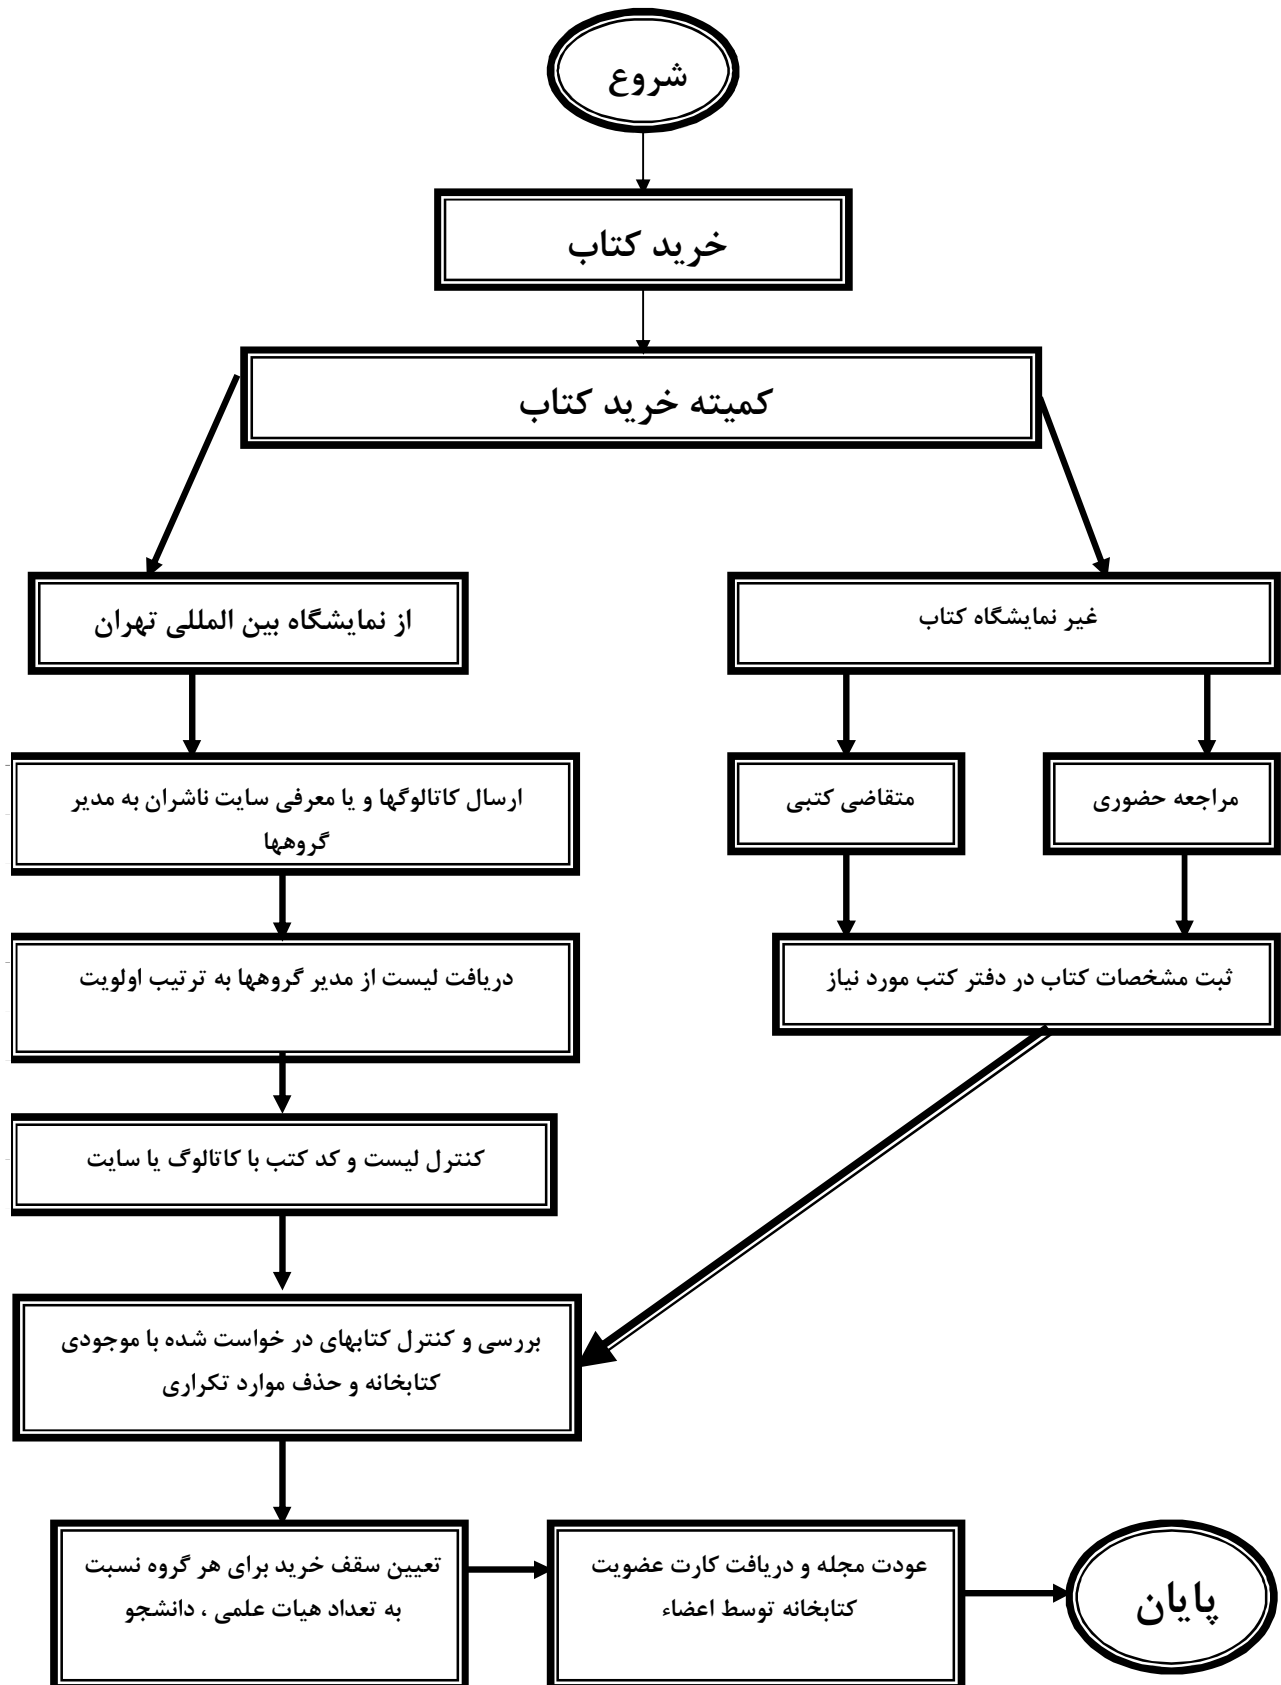 شروع
خرید کتاب
کمیته خرید کتاب
غیر نمایشگاه کتاب
از نمایشگاه بین المللی تهران
مراجعه حضوری
متقاضی کتبی
ارسال کاتالوگها و یا معرفی سایت ناشران به مدیر
گروهها
ثبت مشخصات کتاب در دفتر کتب مورد نیاز
دریافت لیست از مدیر گروهها به ترتیب اولویت
کنترل لیست و کد کتب با کاتالوگ یا سایت
بررسی و کنترل کتابهای در خواست شده با موجودی
کتابخانه و حذف موارد تکراری
تعیین سقف خرید برای هر گروه نسبت
به تعداد هیات علمی ، دانشجو
عودت مجله و دریافت کارت عضویت
کتابخانه توسط اعضاء
پایان